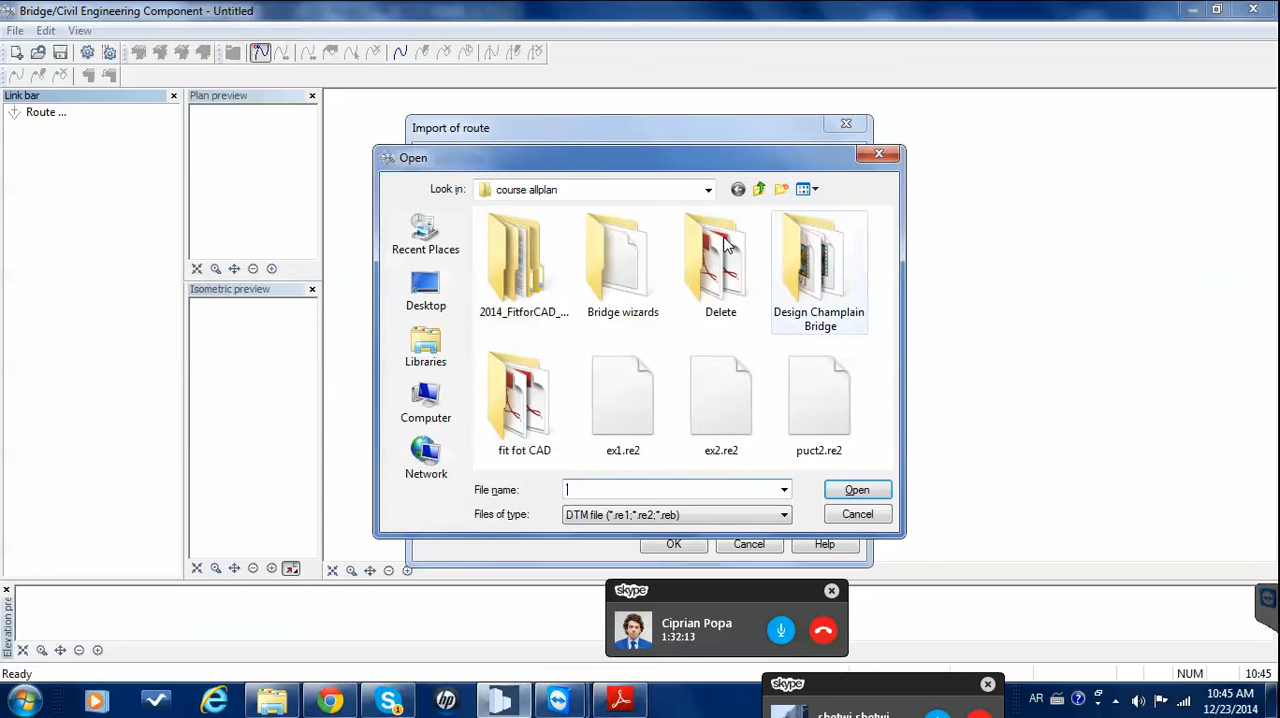 Bridge/Civil Engineering Component - Untitled
File Edit View
Link bar
Plan preview
Route ...
Import of route
Open
Look in: course allplan
Recent Places
Desktop
Libraries
Computer
Network
2014_FitforCAD_...
Bridge wizards
Delete
Design Champlain
Bridge
fit fot CAD
ex1.re2
ex2.re2
puct2.re2
File name:
Open
Files of type: DTM file (*.re1;*.re2;*.reb)
Cancel
OK Cancel Help
Isometric preview
Elevation pre
skype
Ciprian Popa
1:32:13
Ready
NUM
10:45
skype
shetwi shetwi
AR
10:45 AM
12/23/2014